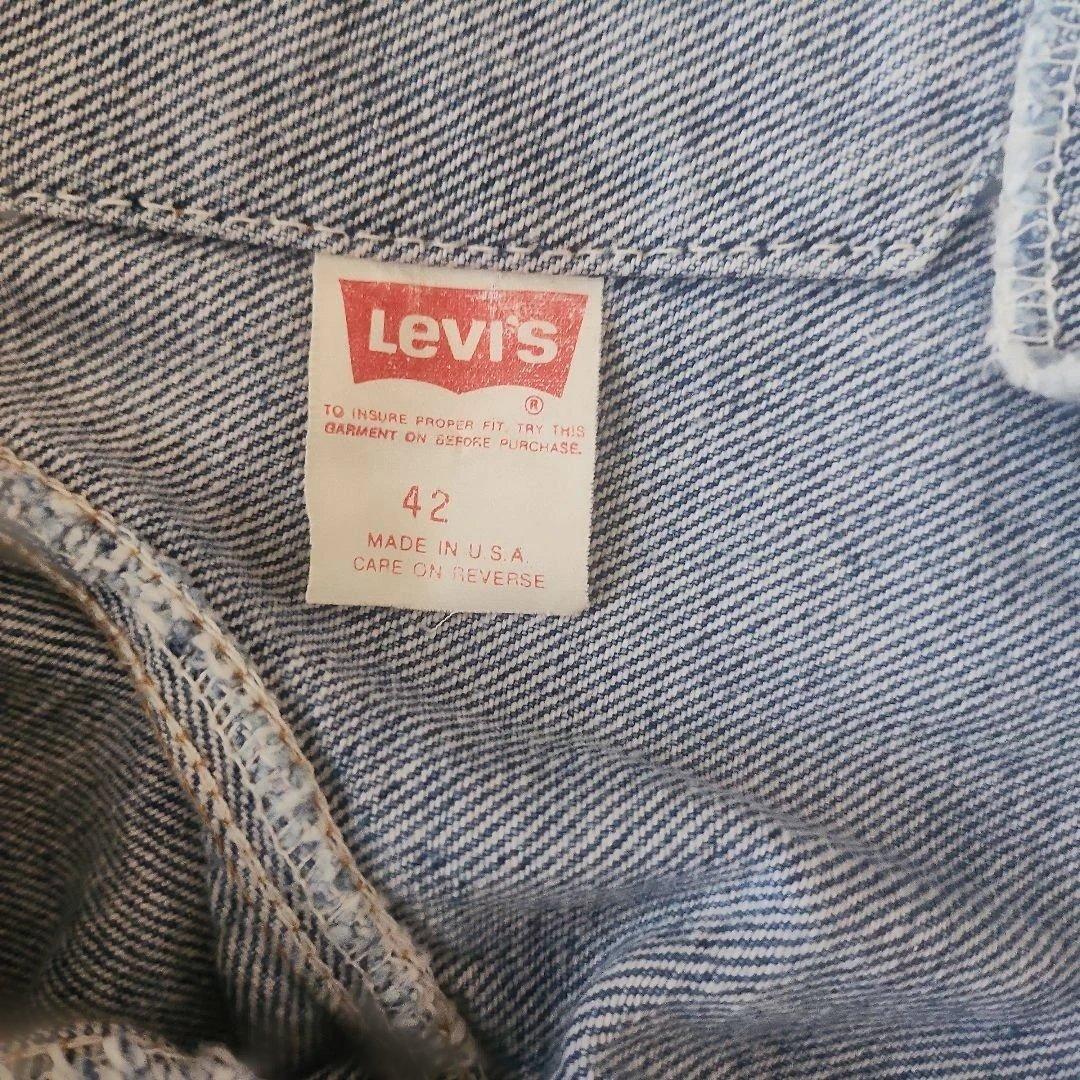 Levi's
®
TO INSURE PROPER FIT, TRY THIS
GARMENT ON BEFORE PURCHASE.
42
MADE IN U.S.A.
CARE ON REVERSE